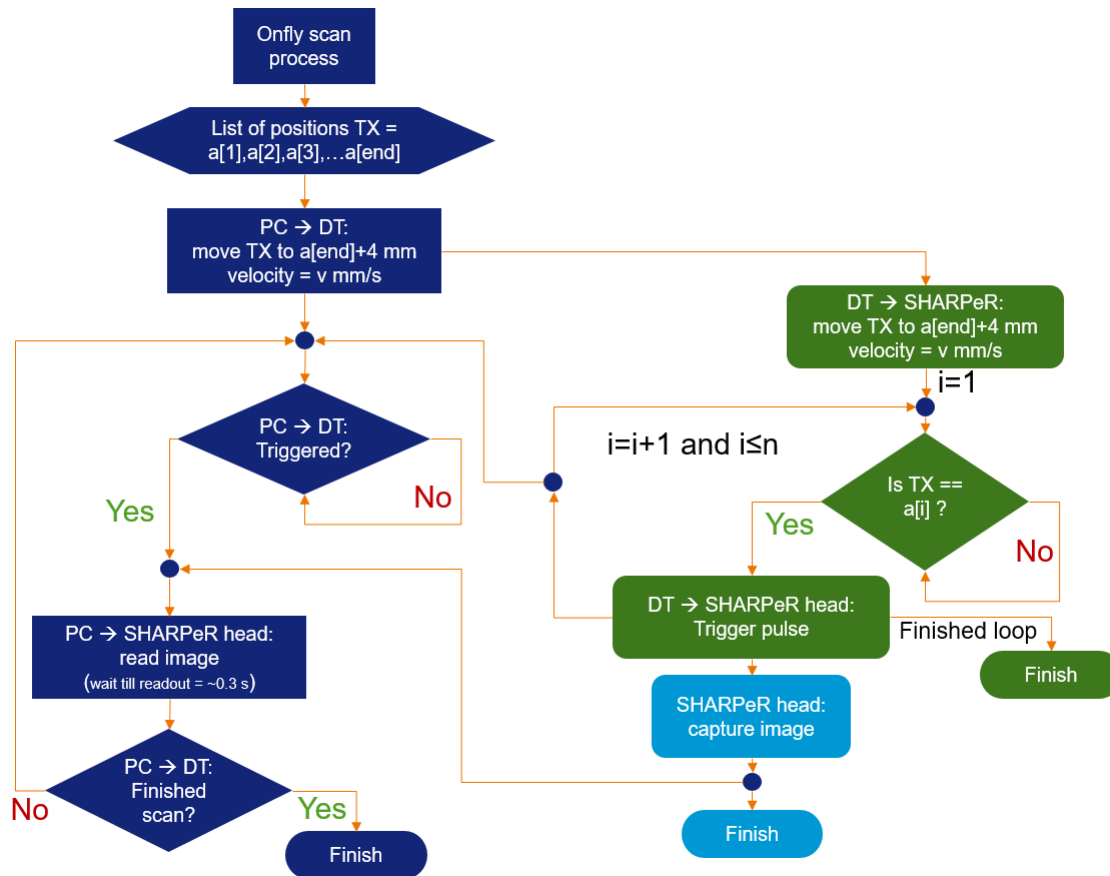 Onfly scan
process
List of positions TX =
a[1],a[2],a[3],...a[end]
PC → DT:
move TX to a[end]+4 mm
velocity = v mm/s
DT → SHARPeR:
move TX to a[end]+4 mm
velocity = v mm/s
i=1
PC → DT:
Triggered?
i=i+1 and i≤n
Is TX ==
a[i] ?
No
Yes
Yes
No
DT → SHARPeR head:
Trigger pulse
PC → SHARPeR head:
read image
(wait till readout = ~0.3 s)
Finished loop
Finish
SHARPeR head:
capture image
PC → DT:
Finished
scan?
No
Yes
Finish
Finish